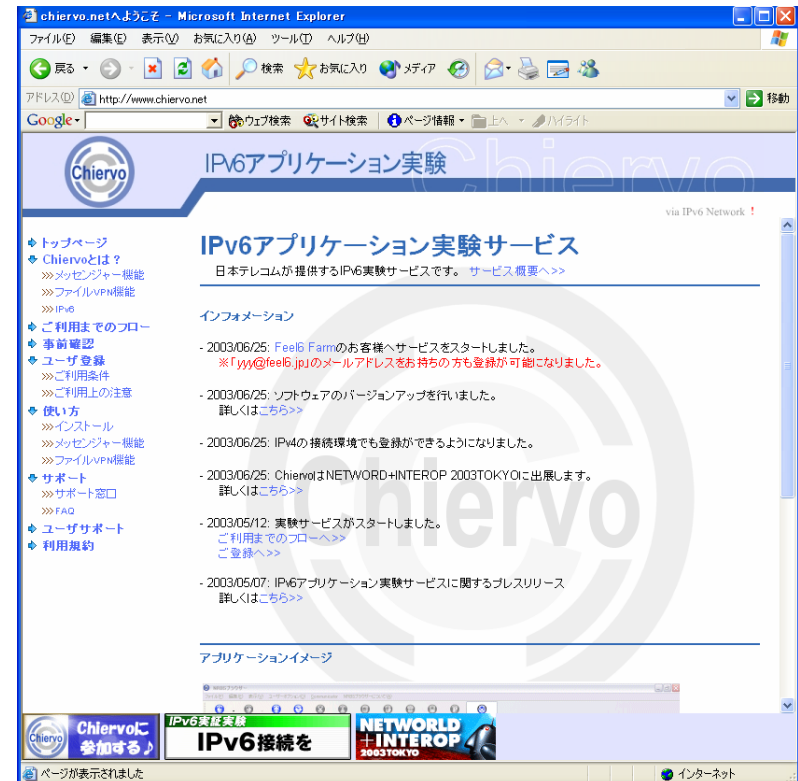 chiervo.netへようこそ - Microsoft Internet Explorer
ファイル(F) 編集(E) 表示(V) お気に入り(A) ツール(T) ヘルプ(H)
戻る 検索 お気に入り メディア
アドレス(D) http://www.chiervo.net 移動
Google ウェブ検索 サイト検索 ページ情報 上へ ハイライト
Chiervo
IPv6アプリケーション実験
Chiervo
via IPv6 Network !
トップページ
Chiervoとは?
>>>メッセンジャー機能
>>>ファイルVPN機能
>>>IPv6
ご利用までのフロー
事前確認
ユーザ登録
>>>ご利用条件
>>>ご利用上の注意
使い方
>>>インストール
>>>メッセンジャー機能
>>>ファイルVPN機能
サポート
>>>サポート窓口
>>>FAQ
ユーザサポート
利用規約
IPv6アプリケーション実験サービス
日本テレコムが提供するIPv6実験サービスです。 サービス概要へ>>
インフォメーション
- 2003/06/25: Feel6 Farmのお客様へサービスをスタートしました。
※「yyy@feel6.jp」のメールアドレスをお持ちの方も登録が可能になりました。
- 2003/06/25: ソフトウェアのバージョンアップを行いました。
詳しくはこちら>>
- 2003/06/25: IPv4の接続環境でも登録ができるようになりました。
- 2003/06/25: ChiervoはNETWORD+INTEROP 2003TOKYOに出展します。
詳しくはこちら>>
- 2003/05/12: 実験サービスがスタートしました。
ご利用までのフローへ>>
ご登録へ>>
- 2003/05/07: IPv6アプリケーション実験サービスに関するプレスリリース
詳しくはこちら>>
Chiervo
アプリケーションイメージ
Chiervo
Chiervoに
参加する♪
IPv6実証実験
IPv6接続を
NETWORLD
+INTEROP
2003TOKYO
ページが表示されました
インターネット